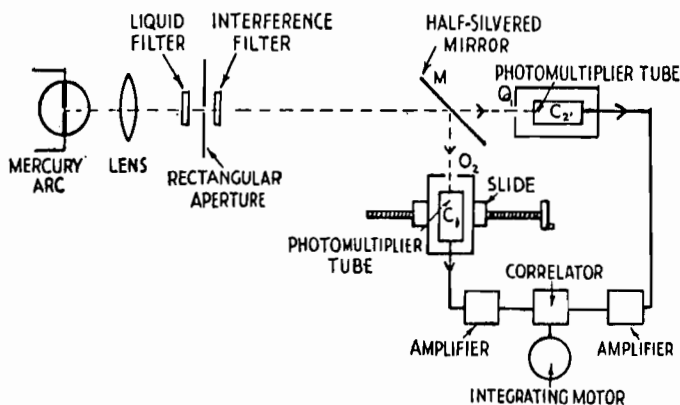 LIQUID
FILTER
INTERFERENCE
FILTER
HALF-SILVERED
MIRROR
M
PHOTOMULTIPLIER TUBE
C₂
MERCURY
ARC
LENS
RECTANGULAR
APERTURE
O₂
SLIDE
C₁
PHOTOMULTIPLIER
TUBE
CORRELATOR
AMPLIFIER
AMPLIFIER
INTEGRATING MOTOR